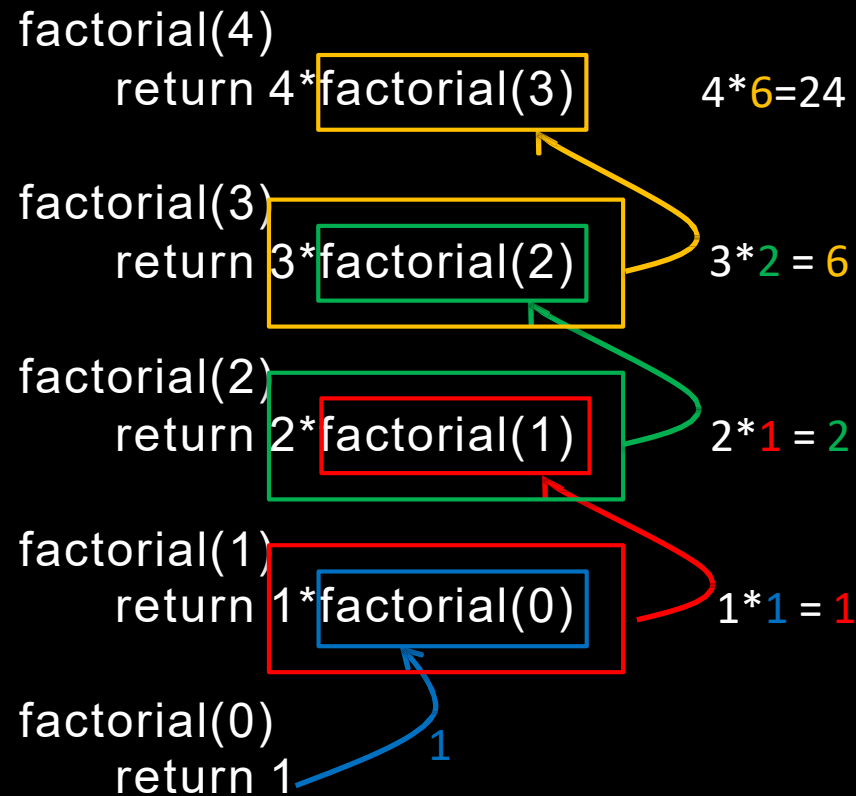 factorial(4)
return 4*factorial(3) 4*6=24
factorial(3)
return 3*factorial(2) 3*2 = 6
factorial(2)
return 2*factorial(1) 2*1 = 2
factorial(1)
return 1*factorial(0) 1*1 = 1
factorial(0)
1
return 1